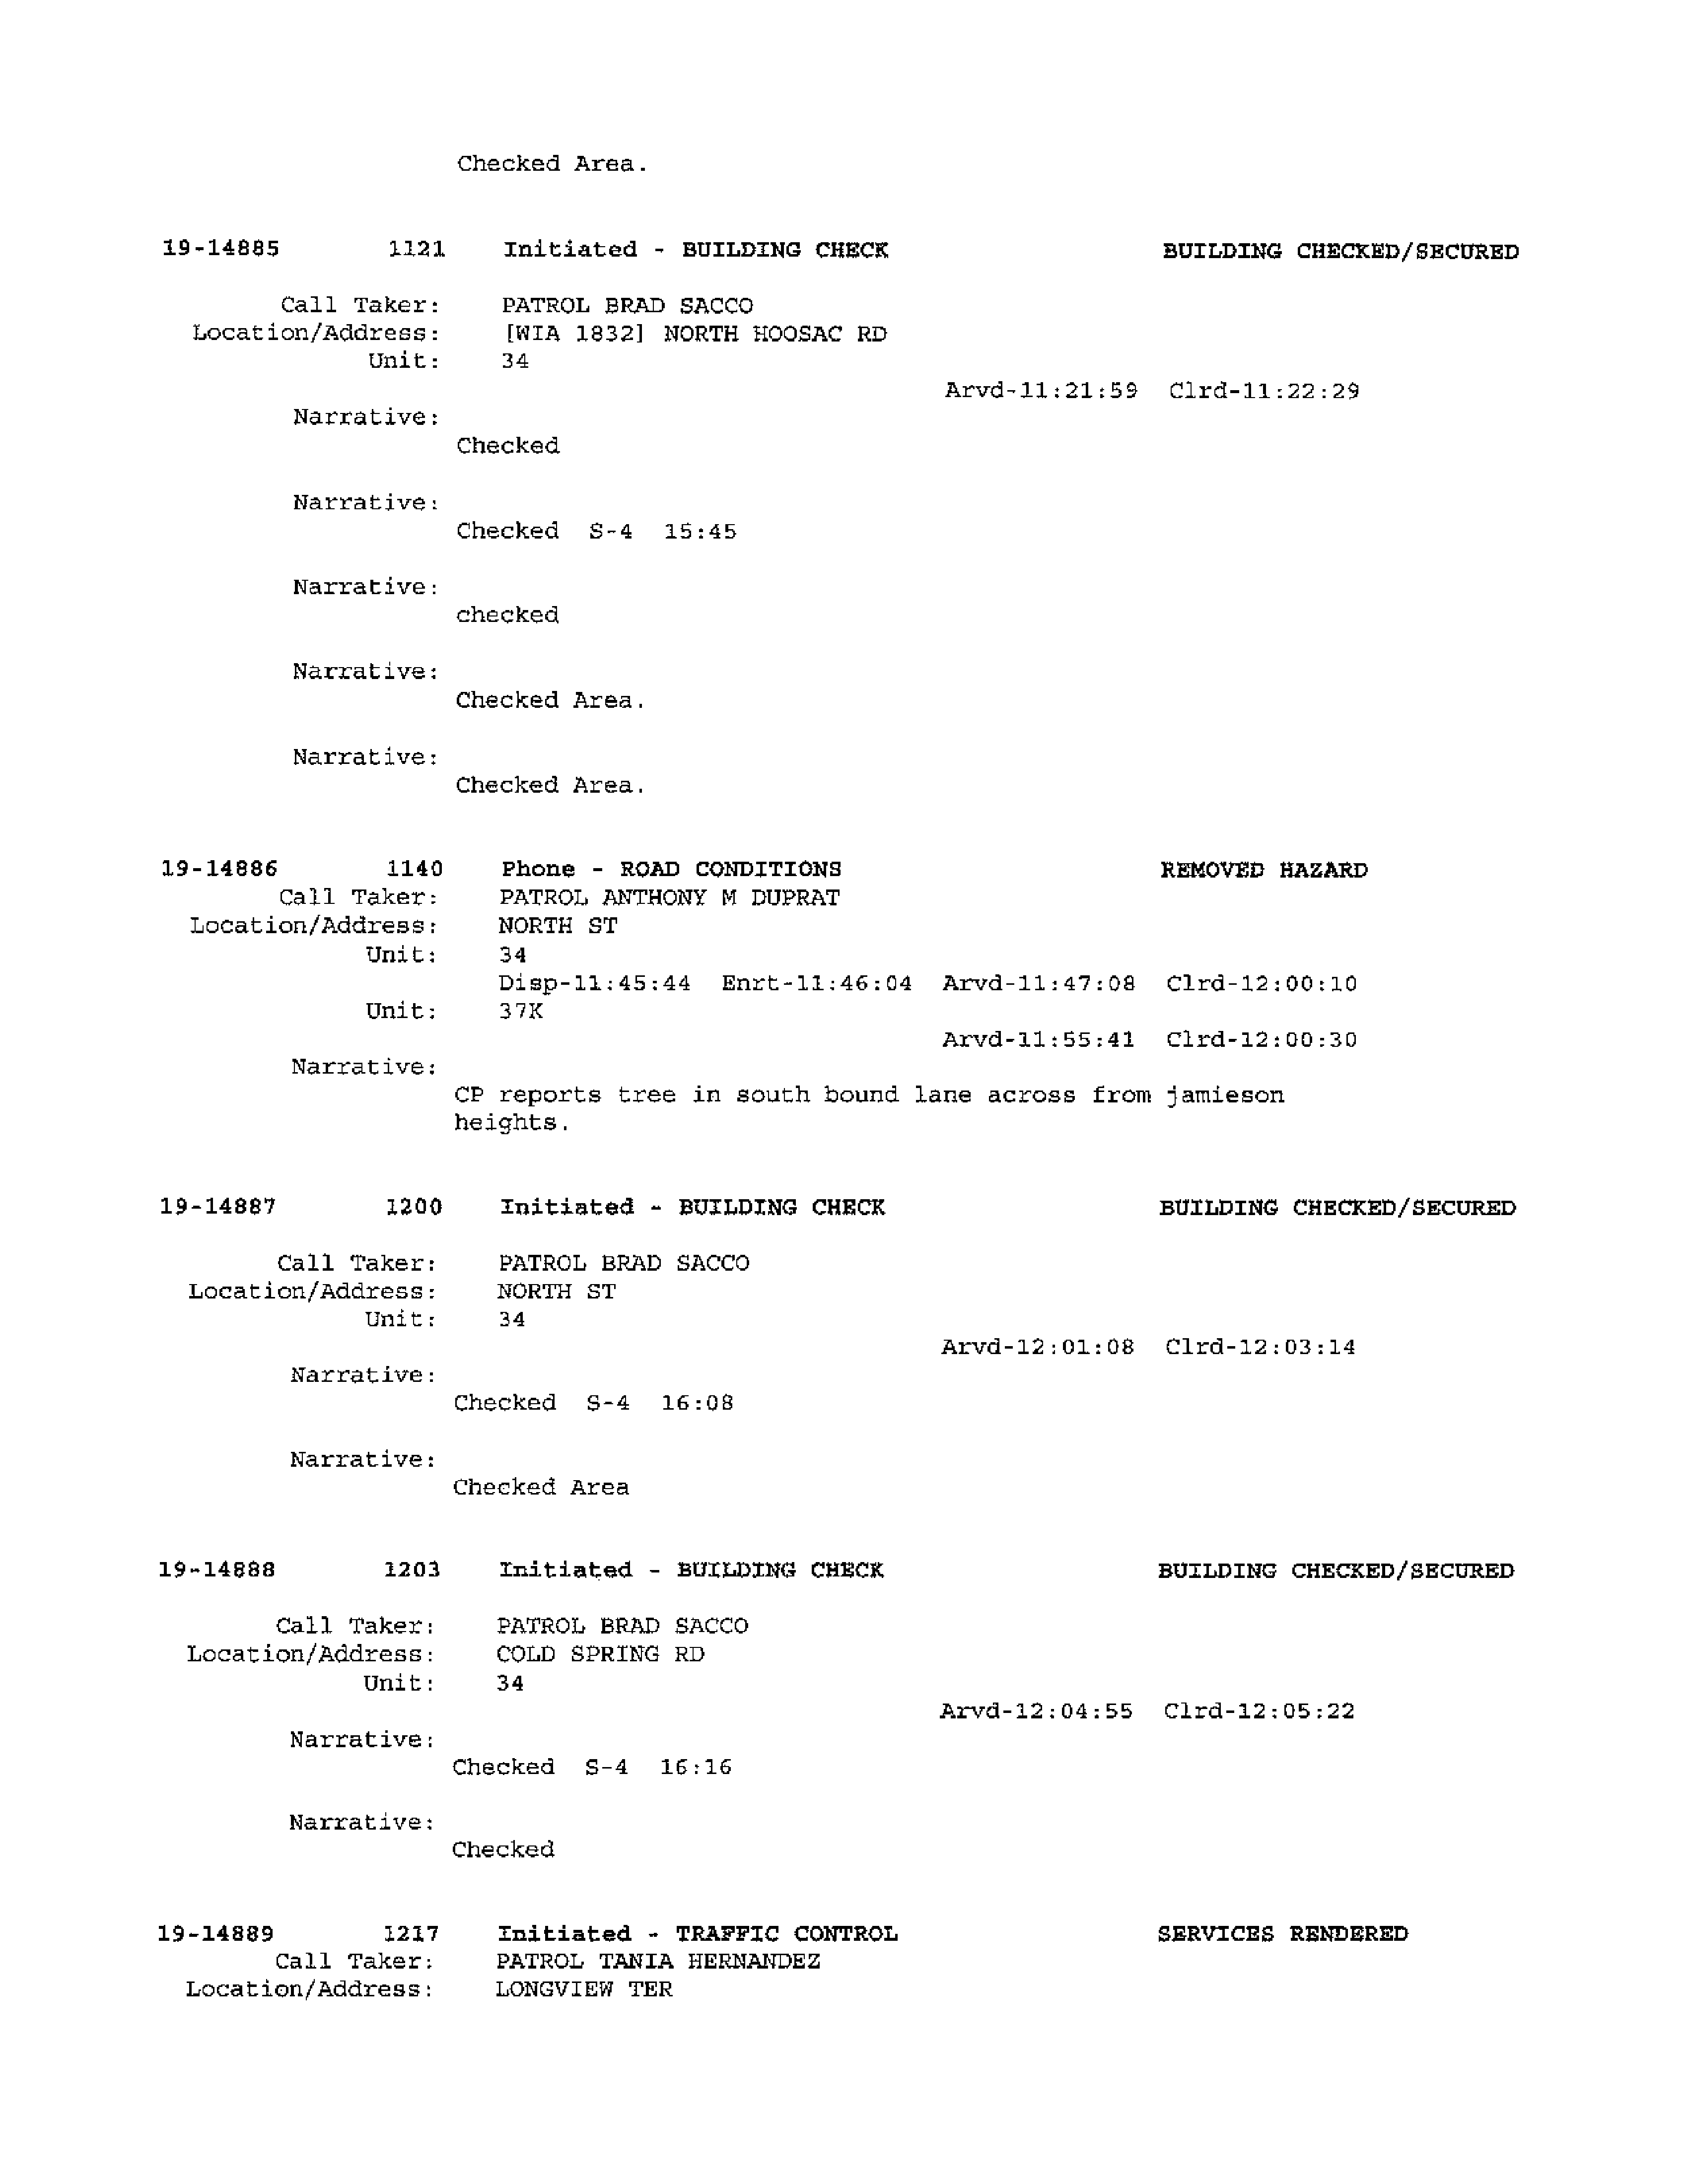 Checked Area.
19-14885 1121 Initiated - BUILDING CHECK BUILDING CHECKED/SECURED
Call Taker: PATROL BRAD SACCO
Location/Address: [WIA 1832] NORTH HOOSAC RD
Unit: 34
Arvd-11:21:59 Clrd-11:22:29
Narrative:
Checked
Narrative:
Checked S-4 15:45
Narrative:
checked
Narrative:
Checked Area.
Narrative:
Checked Area.
19-14886 1140 Phone - ROAD CONDITIONS REMOVED HAZARD
Call Taker: PATROL ANTHONY M DUPRAT
Location/Address: NORTH ST
Unit: 34
Disp-11:45:44 Enrt-11:46:04 Arvd-11:47:08 Clrd-12:00:10
Unit: 37K
Arvd-11:55:41 Clrd-12:00:30
Narrative:
CP reports tree in south bound lane across from jamieson
heights.
19-14887 1200 Initiated - BUILDING CHECK BUILDING CHECKED/SECURED
Call Taker: PATROL BRAD SACCO
Location/Address: NORTH ST
Unit: 34
Arvd-12:01:08 Clrd-12:03:14
Narrative:
Checked S-4 16:08
Narrative:
Checked Area
19-14888 1203 Initiated - BUILDING CHECK BUILDING CHECKED/SECURED
Call Taker: PATROL BRAD SACCO
Location/Address: COLD SPRING RD
Unit: 34
Arvd-12:04:55 Clrd-12:05:22
Narrative:
Checked S-4 16:16
Narrative:
Checked
19-14889 1217 Initiated - TRAFFIC CONTROL SERVICES RENDERED
Call Taker: PATROL TANIA HERNANDEZ
Location/Address: LONGVIEW TER